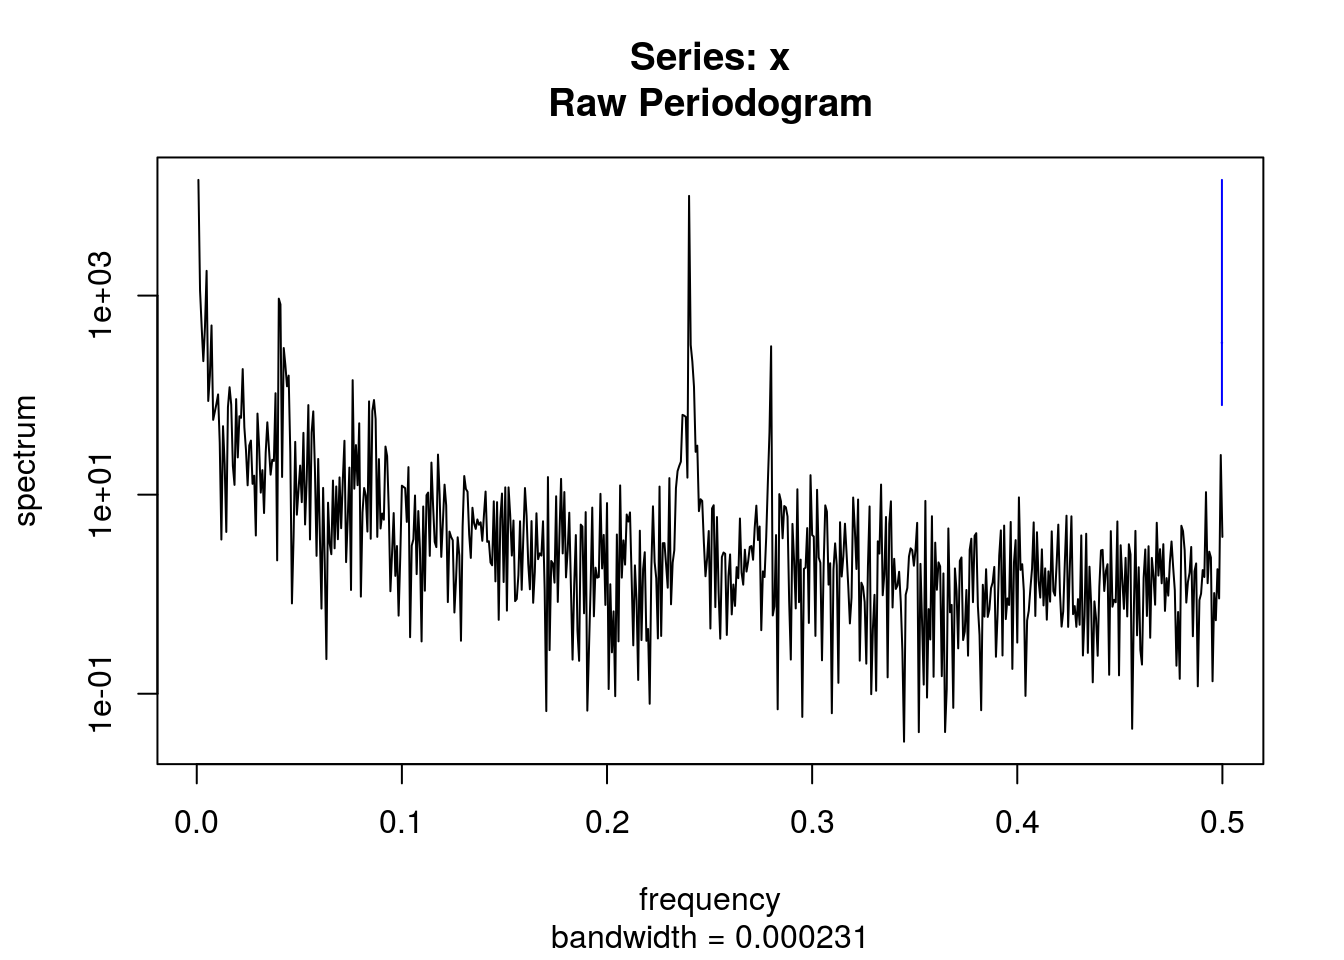 Series: x
Raw Periodogram
spectrum
1e+03
1e+01
1e-01
0.0 0.1 0.2 0.3 0.4 0.5
frequency
bandwidth = 0.000231